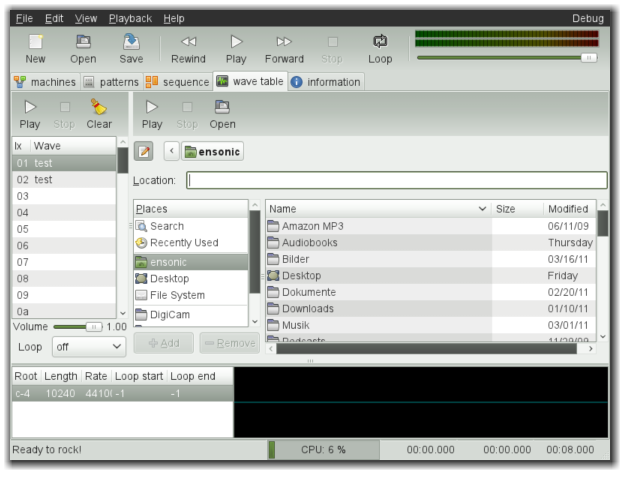 File Edit View Playback Help Debug
New Open Save Rewind Play Forward Stop Loop
machines patterns sequence wave table information
Play Stop Clear Play Stop Open
Ix Wave
01 test
02 test
03
04
05
06
07
08
09
0a
Volume 1.00
Loop off
ensonic
Location:
Places
Search
Recently Used
ensonic
Desktop
File System
DigiCam
Add Remove
Name Size Modified
Amazon MP3 06/11/09
Audiobooks Thursday
Bilder 03/16/11
Desktop Friday
Dokumente 02/20/11
Downloads 01/10/11
Musik 03/01/11
Podcasts 11/29/09
Root Length Rate Loop start Loop end
c-4 10240 4410 -1 -1
Ready to rock! CPU: 6 % 00:00.000 00:00.000 00:08.000